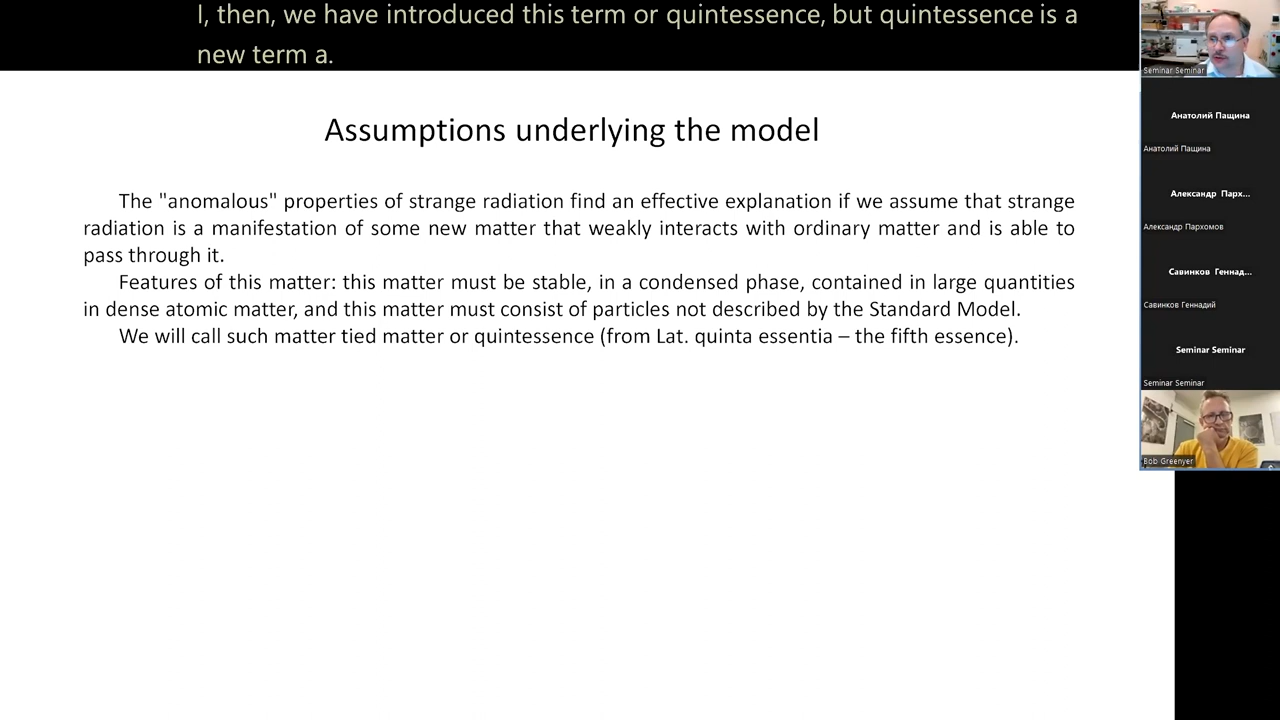 I, then, we have introduced this term or quintessence, but quintessence is a
new term a.
Assumptions underlying the model
The "anomalous" properties of strange radiation find an effective explanation if we assume that strange
radiation is a manifestation of some new matter that weakly interacts with ordinary matter and is able to
pass through it.
Features of this matter: this matter must be stable, in a condensed phase, contained in large quantities
in dense atomic matter, and this matter must consist of particles not described by the Standard Model.
We will call such matter tied matter or quintessence (from Lat. quinta essentia – the fifth essence).
Seminar Seminar
Анатолий Пащина
Анатолий Пащина
Александр Парх...
Александр Пархомов
Савинков Геннад...
Савинков Геннадий
Seminar Seminar
Seminar Seminar
Bob Greenyer